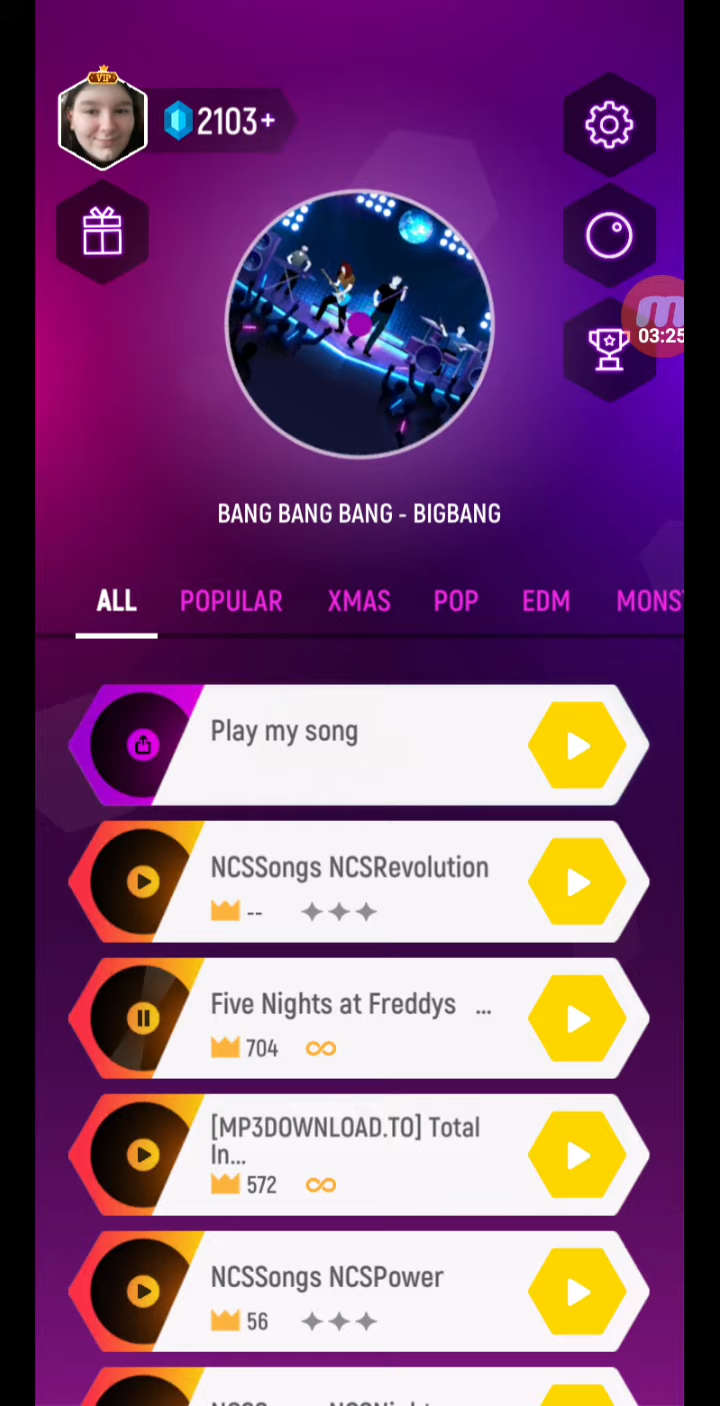 VIP
2103+
m
03:25
BANG BANG BANG - BIGBANG
ALL POPULAR XMAS POP EDM MONS
Play my song
NCSSongs NCSRevolution
--
Five Nights at Freddys ...
704
[MP3DOWNLOAD.TO] Total
In...
572
NCSSongs NCSPower
56